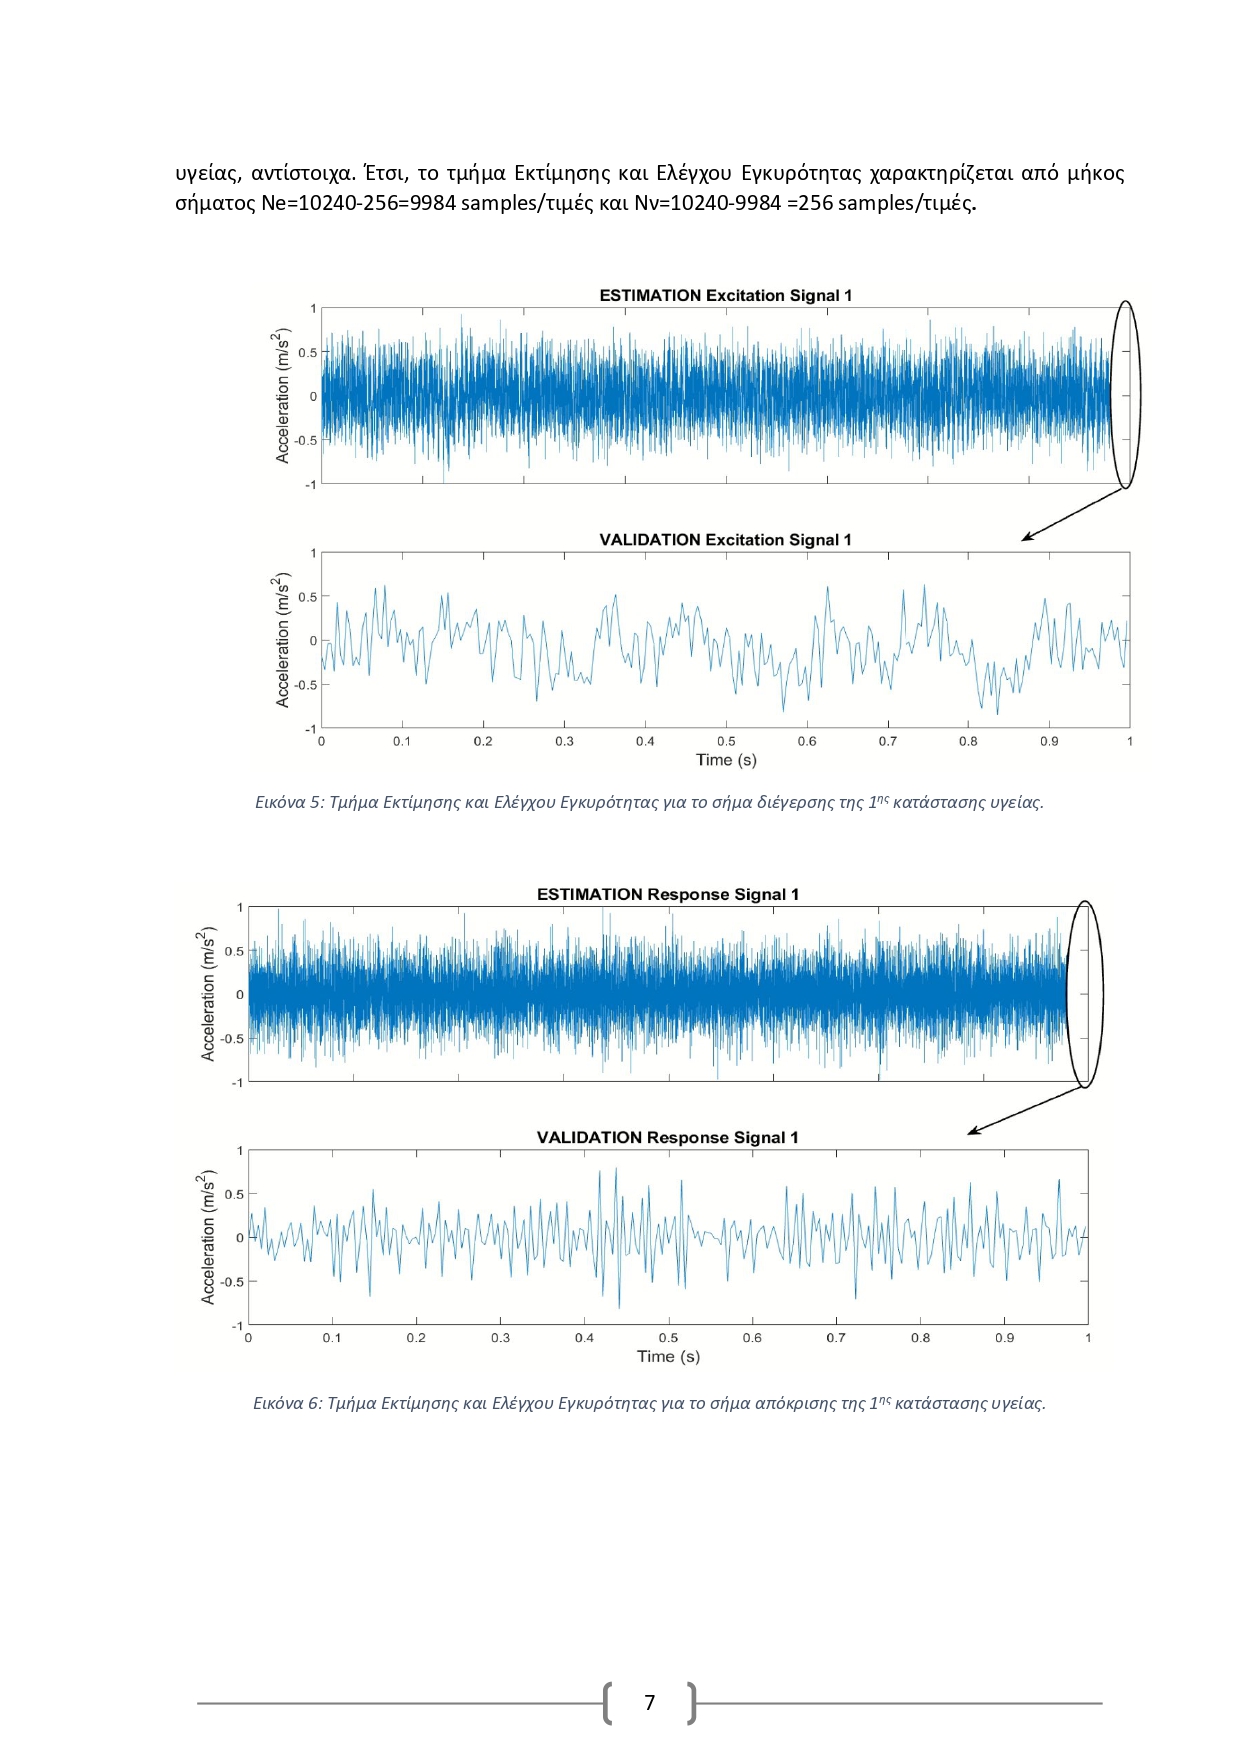 υγείας, αντίστοιχα. Έτσι, το τμήμα Εκτίμησης και Ελέγχου Εγκυρότητας χαρακτηρίζεται από μήκος
σήματος Ne=10240-256=9984 samples/τιμές και Nv=10240-9984 =256 samples/τιμές.
ESTIMATION Excitation Signal 1
Acceleration (m/s²)
1
0.5
0
-0.5
-1
VALIDATION Excitation Signal 1
Acceleration (m/s²)
1
0.5
0
-0.5
-1
0 0.1 0.2 0.3 0.4 0.5 0.6 0.7 0.8 0.9 1
Time (s)
Εικόνα 5: Τμήμα Εκτίμησης και Ελέγχου Εγκυρότητας για το σήμα διέγερσης της 1ης κατάστασης υγείας.
ESTIMATION Response Signal 1
Acceleration (m/s²)
1
0.5
0
-0.5
-1
VALIDATION Response Signal 1
Acceleration (m/s²)
1
0.5
0
-0.5
-1
0 0.1 0.2 0.3 0.4 0.5 0.6 0.7 0.8 0.9 1
Time (s)
Εικόνα 6: Τμήμα Εκτίμησης και Ελέγχου Εγκυρότητας για το σήμα απόκρισης της 1ης κατάστασης υγείας.
7